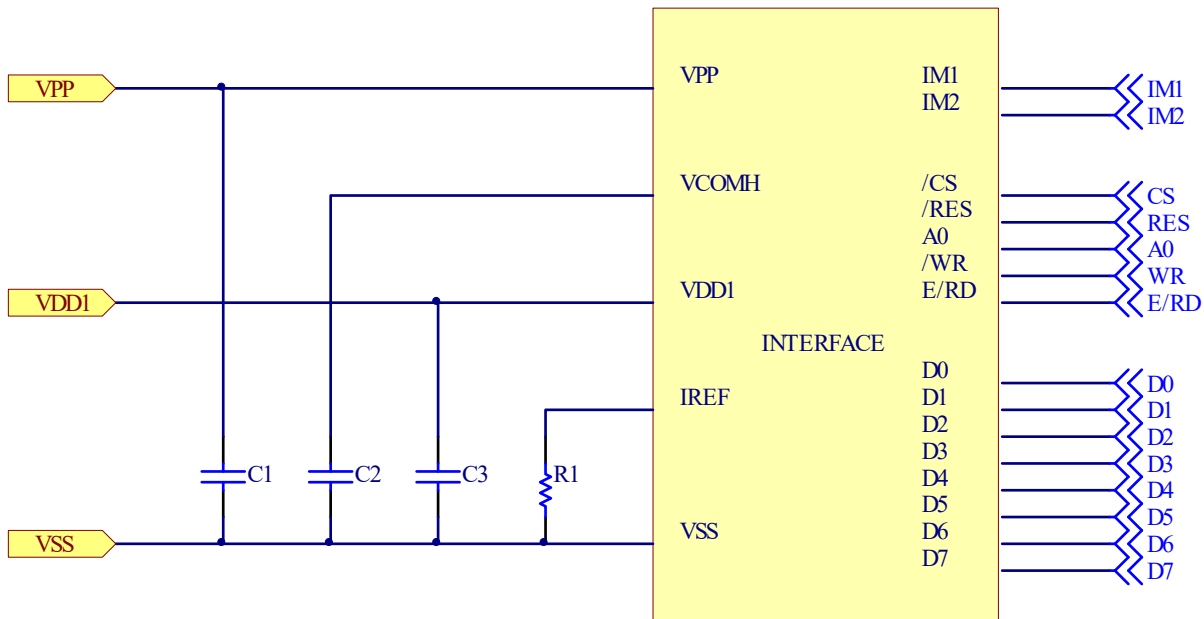 VPP VPP IM1 IM1
IM2 IM2
VCOMH /CS CS
/RES RES
A0 A0
/WR WR
VDD1 VDD1 E/RD E/RD
INTERFACE
D0 D0
IREF D1 D1
D2 D2
D3 D3
C1 C2 C3 R1 D4 D4
D5 D5
VSS VSS D6 D6
D7 D7